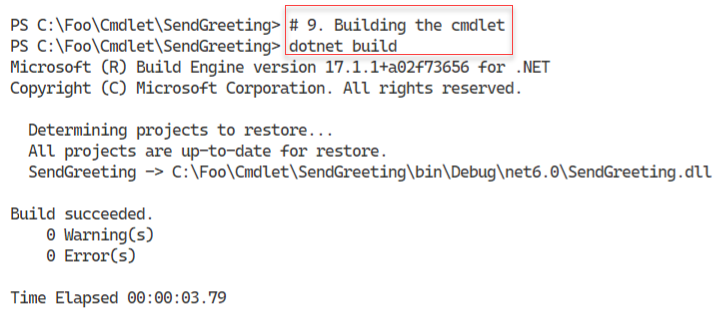 PS C:\Foo\Cmdlet\SendGreeting> # 9. Building the cmdlet
PS C:\Foo\Cmdlet\SendGreeting> dotnet build
Microsoft (R) Build Engine version 17.1.1+a02f73656 for .NET
Copyright (C) Microsoft Corporation. All rights reserved.
Determining projects to restore...
All projects are up-to-date for restore.
SendGreeting -> C:\Foo\Cmdlet\SendGreeting\bin\Debug\net6.0\SendGreeting.dll
Build succeeded.
0 Warning(s)
0 Error(s)
Time Elapsed 00:00:03.79